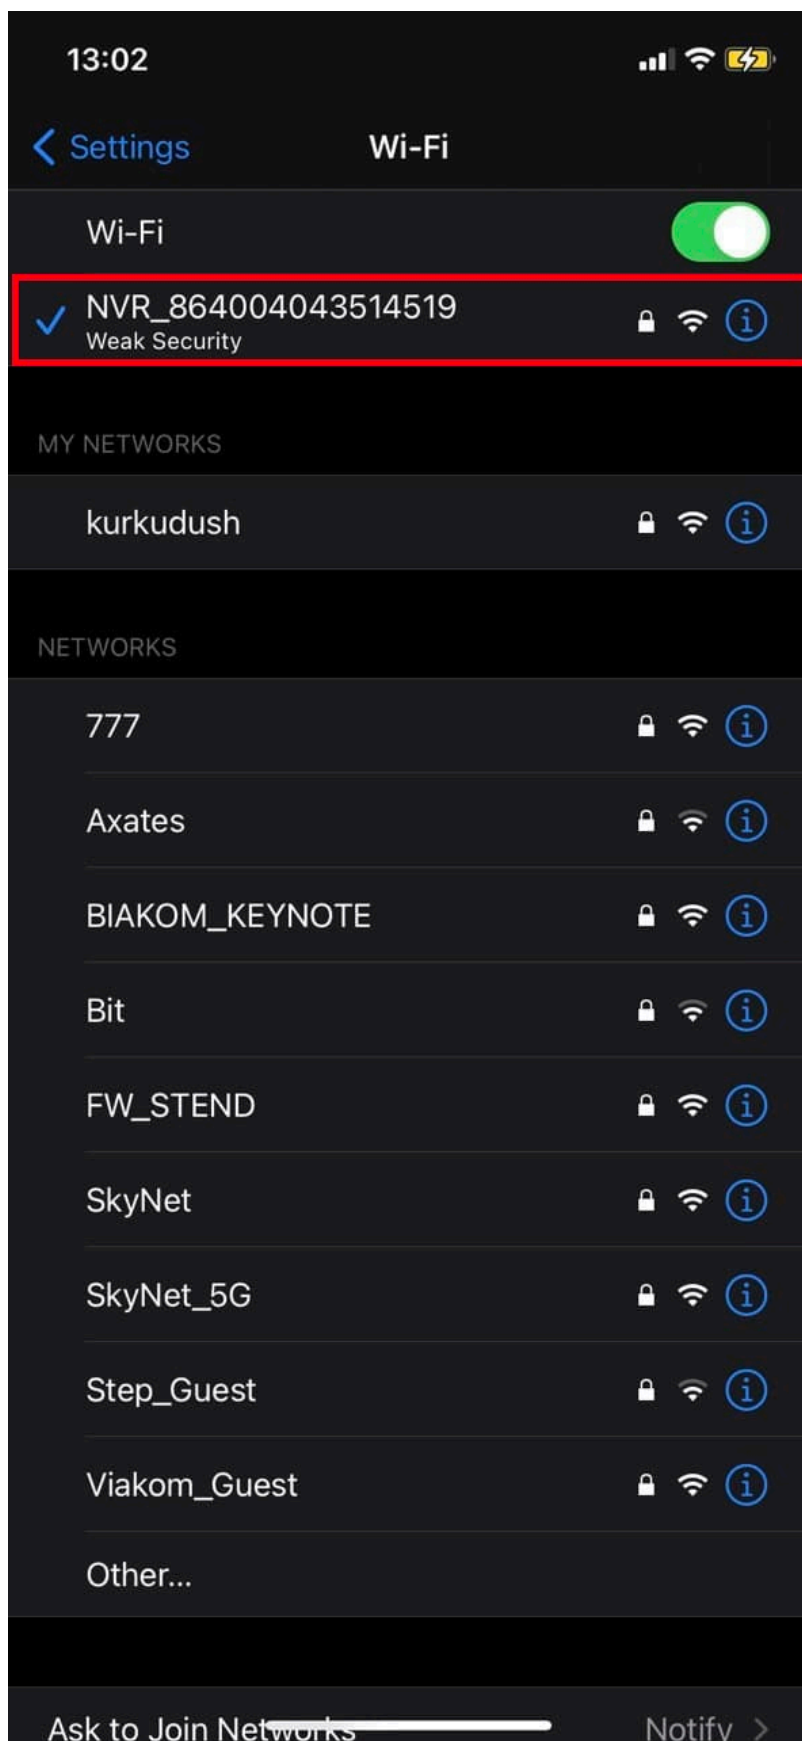 13:02
Settings
Wi-Fi
Wi-Fi
NVR_864004043514519
Weak Security
MY NETWORKS
kurkudush
NETWORKS
777
Axates
BIAKOM_KEYNOTE
Bit
FW_STEND
SkyNet
SkyNet_5G
Step_Guest
Viakom_Guest
Other...
Ask to Join Networks Notify